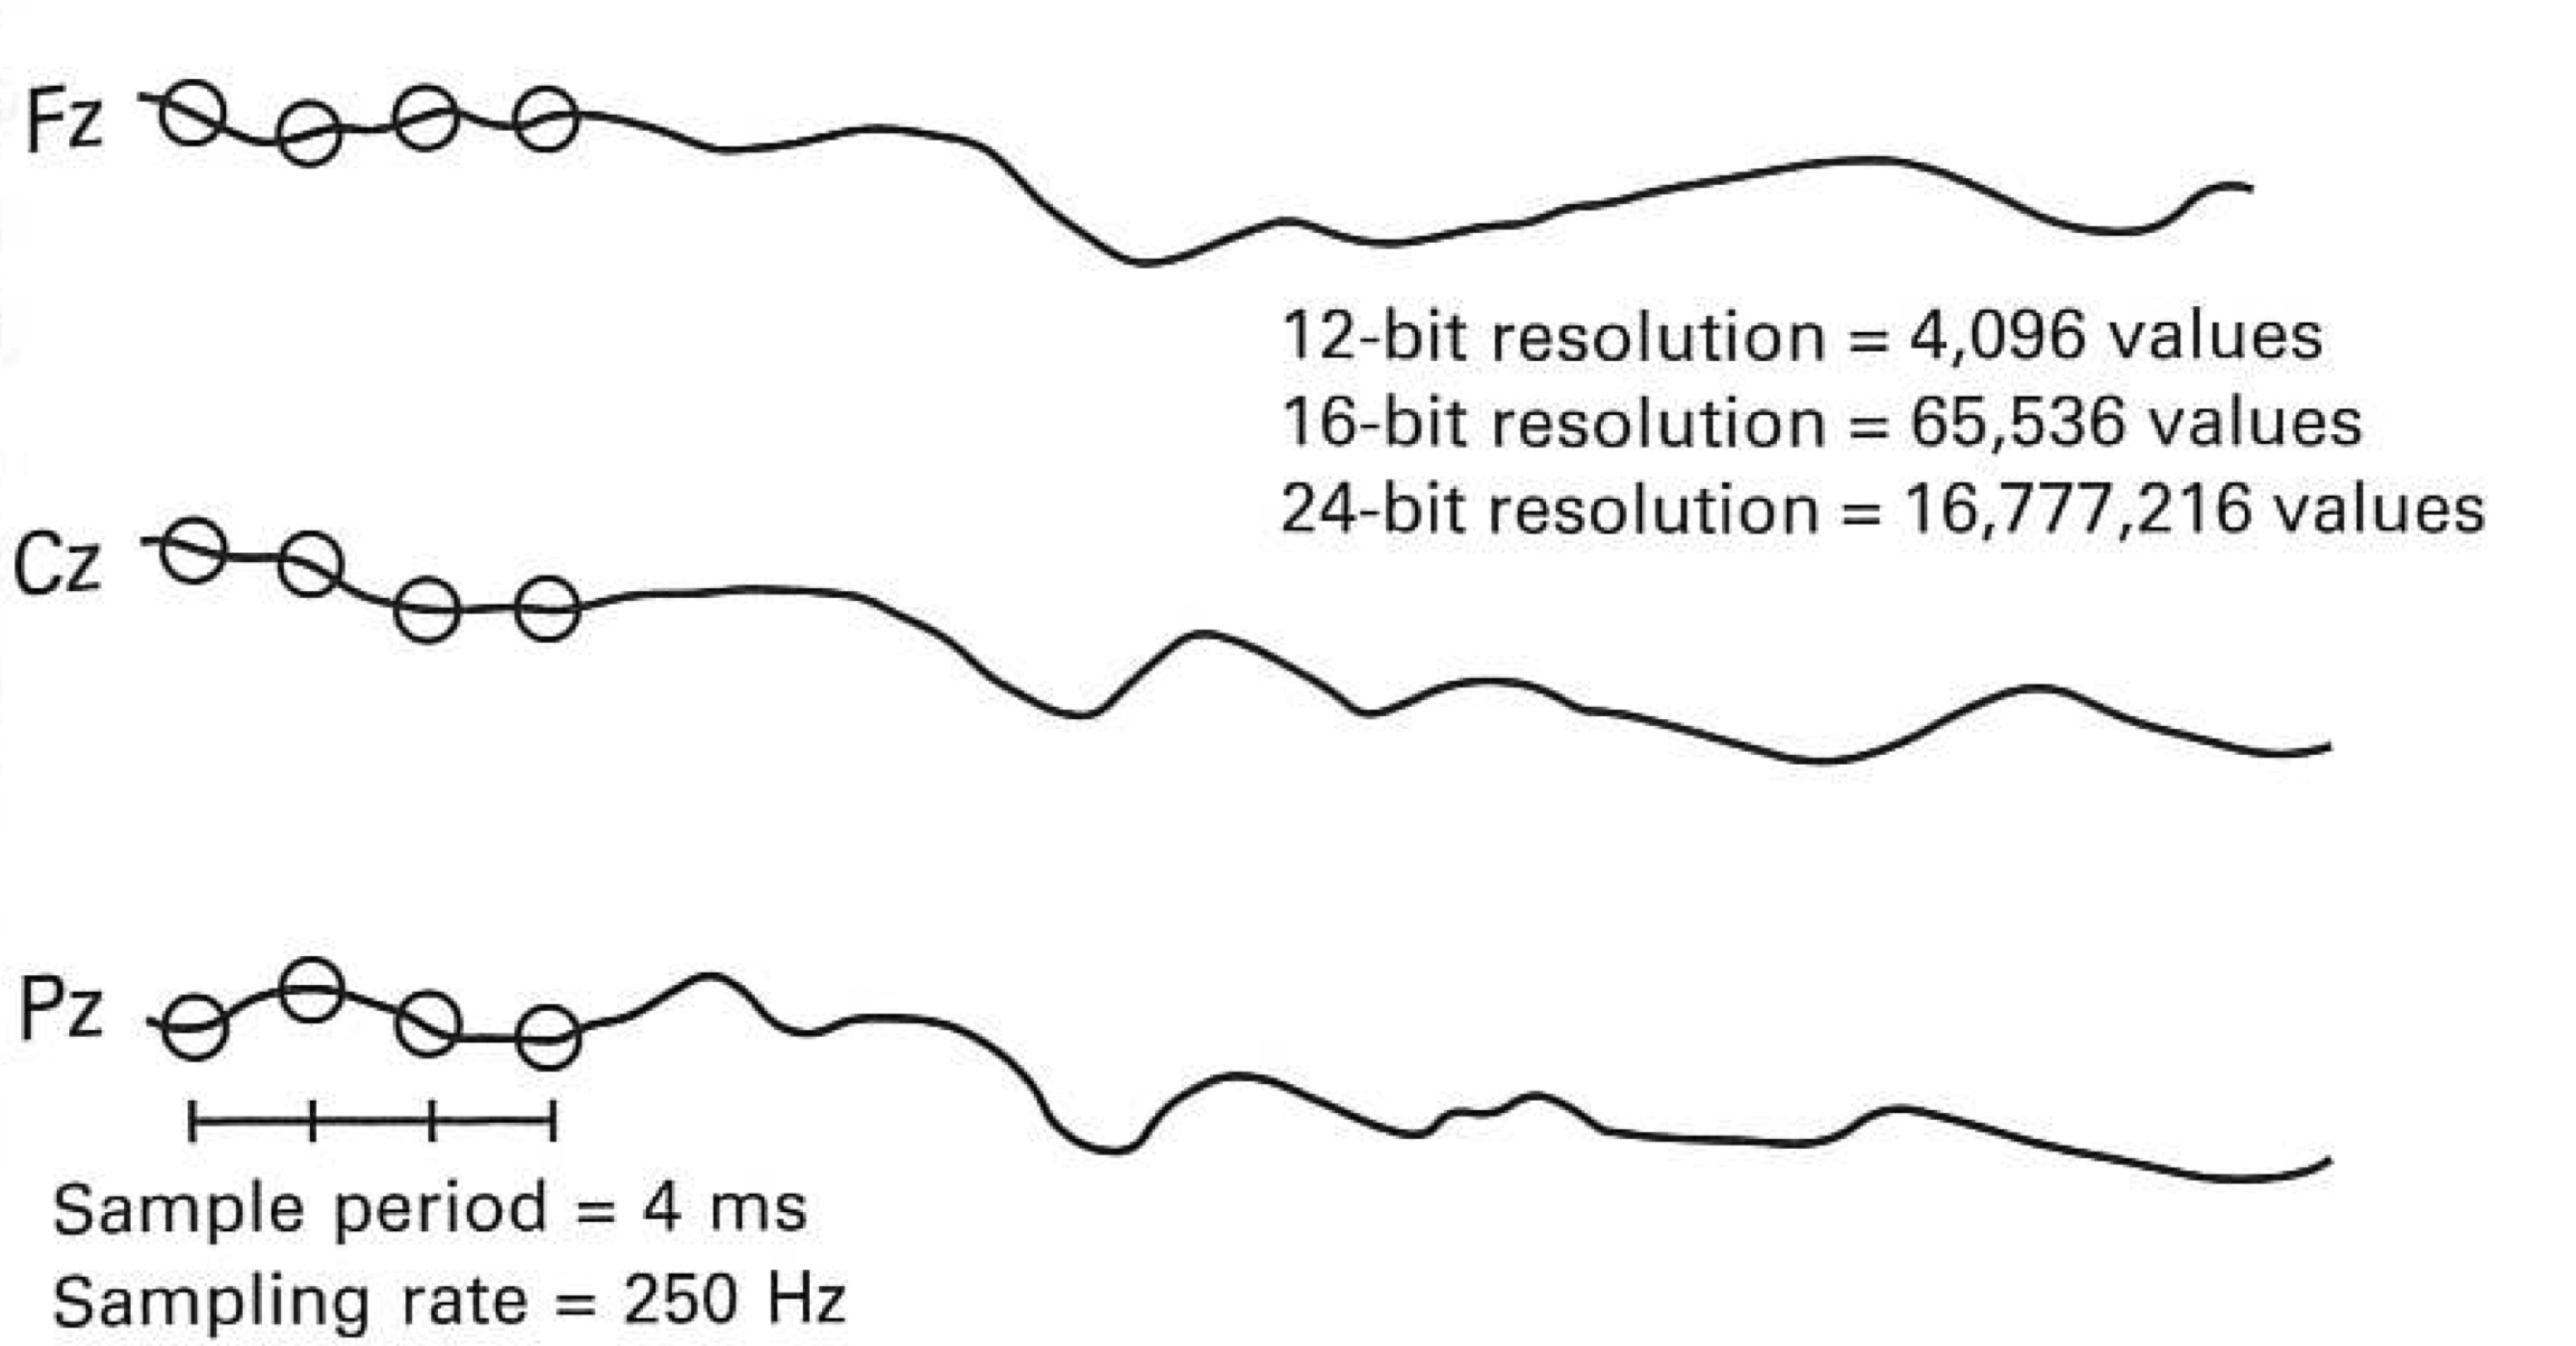 Fz
12-bit resolution = 4,096 values
16-bit resolution = 65,536 values
24-bit resolution = 16,777,216 values
Cz
Pz
Sample period = 4 ms
Sampling rate = 250 Hz